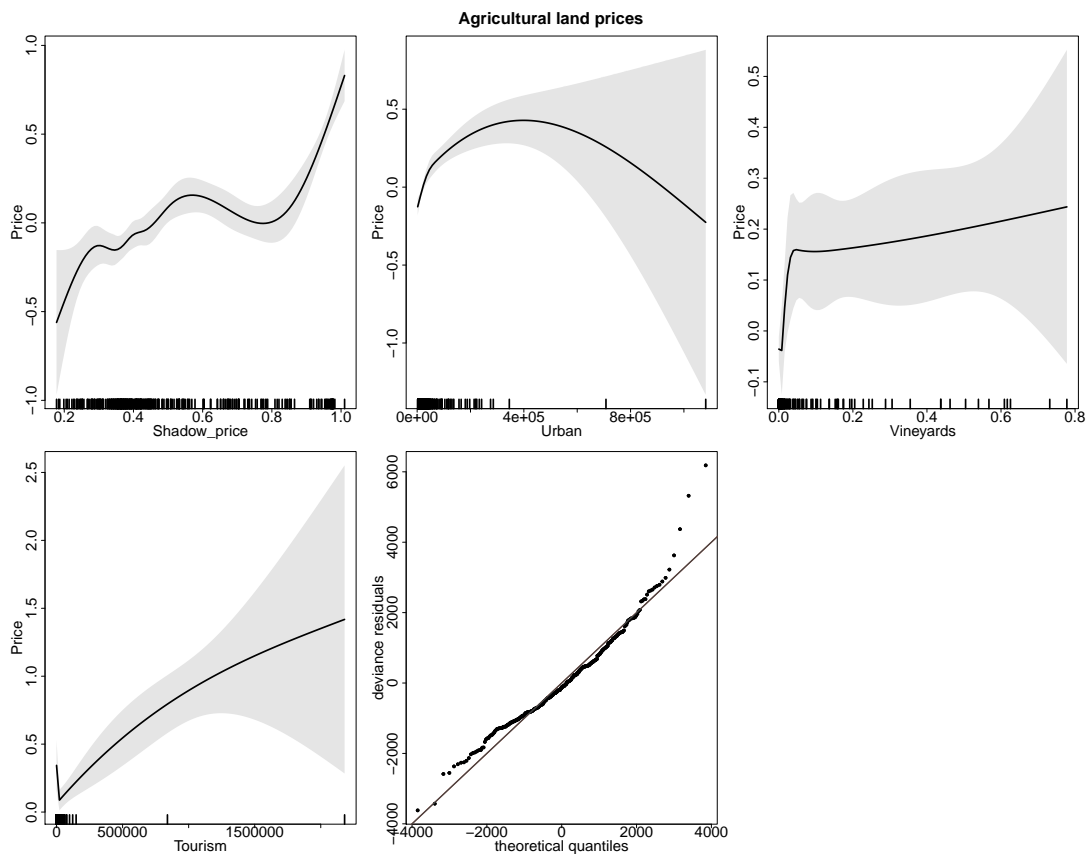 Agricultural land prices
Price
1.0
0.5
0.0
−0.5
−1.0
0.2 0.4 0.6 0.8 1.0
Shadow_price
Price
0.5
0.0
−0.5
−1.0
0e+00 4e+05 8e+05
Urban
Price
0.5
0.4
0.3
0.2
0.1
0.0
−0.1
0.0 0.2 0.4 0.6 0.8
Vineyards
Price
2.5
2.0
1.5
1.0
0.5
0.0
0 500000 1500000
Tourism
deviance residuals
6000
4000
2000
0
−2000
−4000
−4000 −2000 0 2000 4000
theoretical quantiles